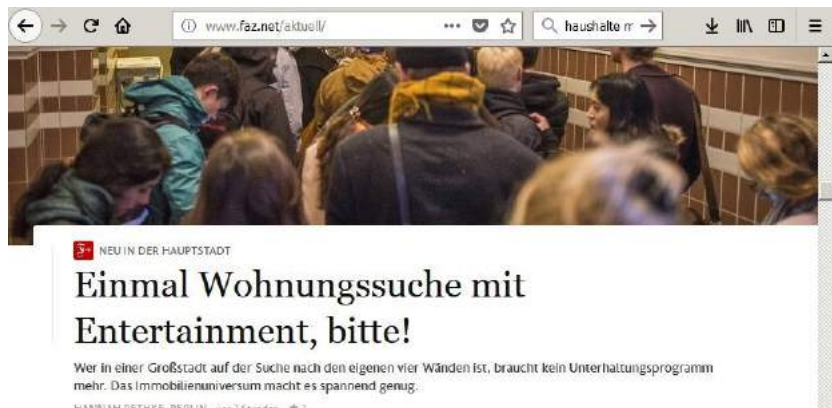 www.faz.net/aktuell/
haushalte
F+ NEU IN DER HAUPTSTADT
Einmal Wohnungssuche mit
Entertainment, bitte!
Wer in einer Großstadt auf der Suche nach den eigenen vier Wänden ist, braucht kein Unterhaltungsprogramm
mehr. Das Immobilienuniversum macht es spannend genug.